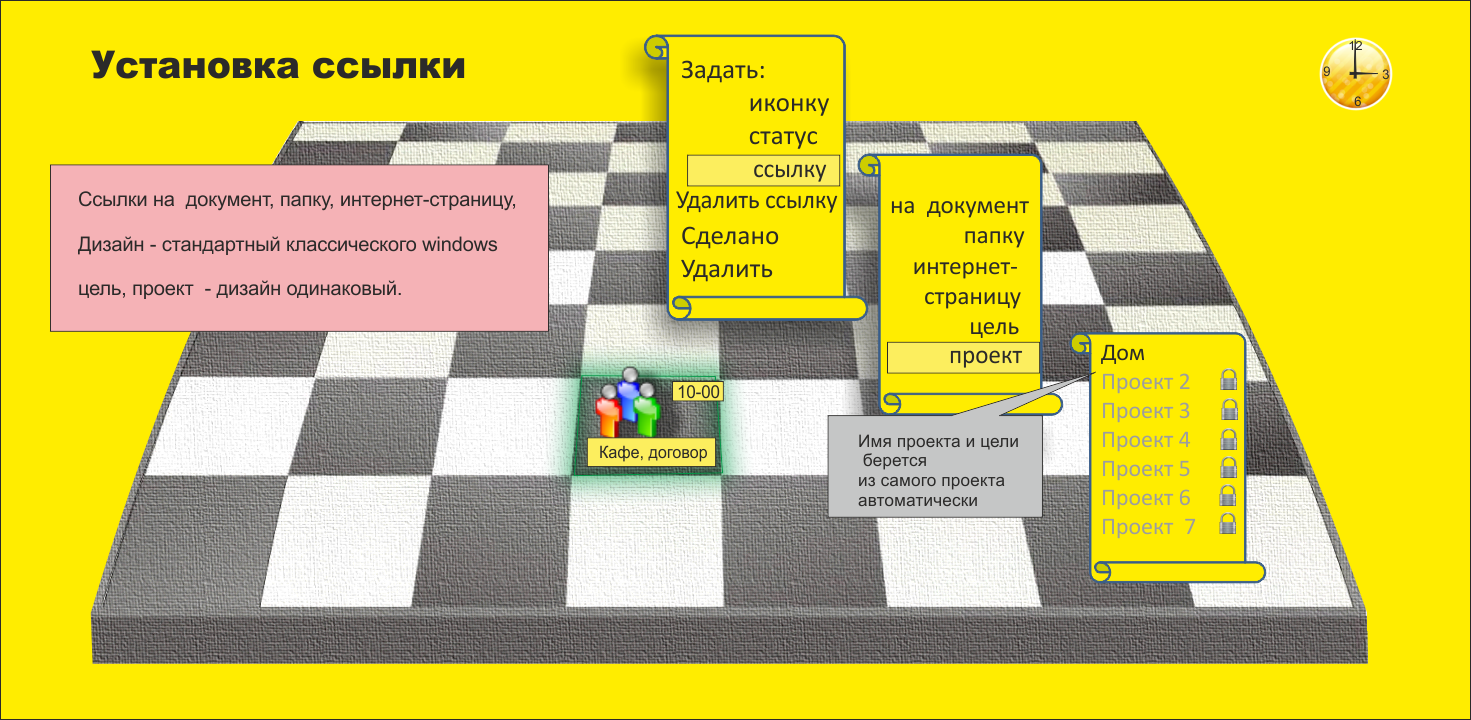 Установка ссылки
12
9
3
6
Задать:
иконку
статус
ссылку
Удалить ссылку
Сделано
Удалить
Ссылки на документ, папку, интернет-страницу,
Дизайн - стандартный классического windows
цель, проект - дизайн одинаковый.
на документ
папку
интернет-
страницу
цель
проект
Дом
Проект 2
Проект 3
Проект 4
Проект 5
Проект 6
Проект 7
10-00
Кафе, договор
Имя проекта и цели
берется
из самого проекта
автоматически